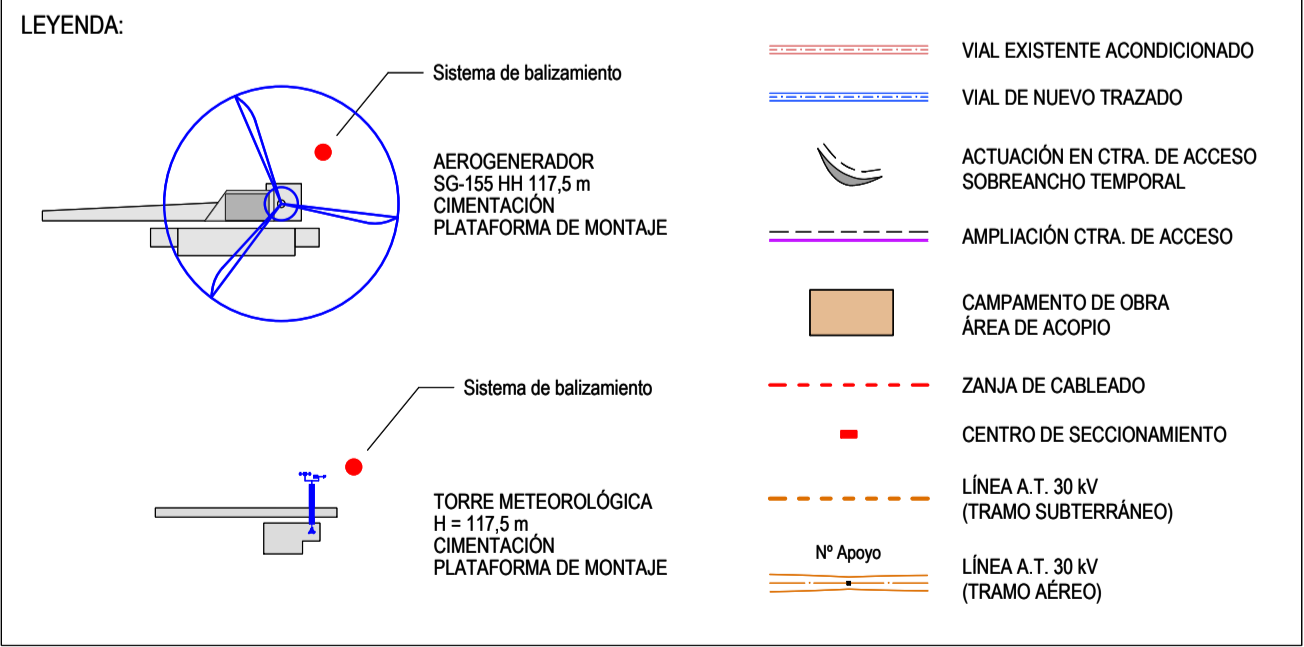 LEYENDA:
Sistema de balizamiento
AEROGENERADOR
SG-155 HH 117,5 m
CIMENTACIÓN
PLATAFORMA DE MONTAJE
Sistema de balizamiento
TORRE METEOROLÓGICA
H = 117,5 m
CIMENTACIÓN
PLATAFORMA DE MONTAJE
VIAL EXISTENTE ACONDICIONADO
VIAL DE NUEVO TRAZADO
ACTUACIÓN EN CTRA. DE ACCESO
SOBREANCHO TEMPORAL
AMPLIACIÓN CTRA. DE ACCESO
CAMPAMENTO DE OBRA
ÁREA DE ACOPIO
ZANJA DE CABLEADO
CENTRO DE SECCIONAMIENTO
LÍNEA A.T. 30 kV
(TRAMO SUBTERRÁNEO)
Nº Apoyo
LÍNEA A.T. 30 kV
(TRAMO AÉREO)